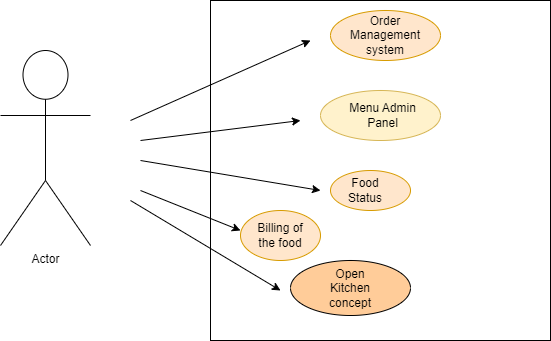 Order
Management
system
Menu Admin
Panel
Food
Status
Billing of
the food
Open
Kitchen
concept
Actor